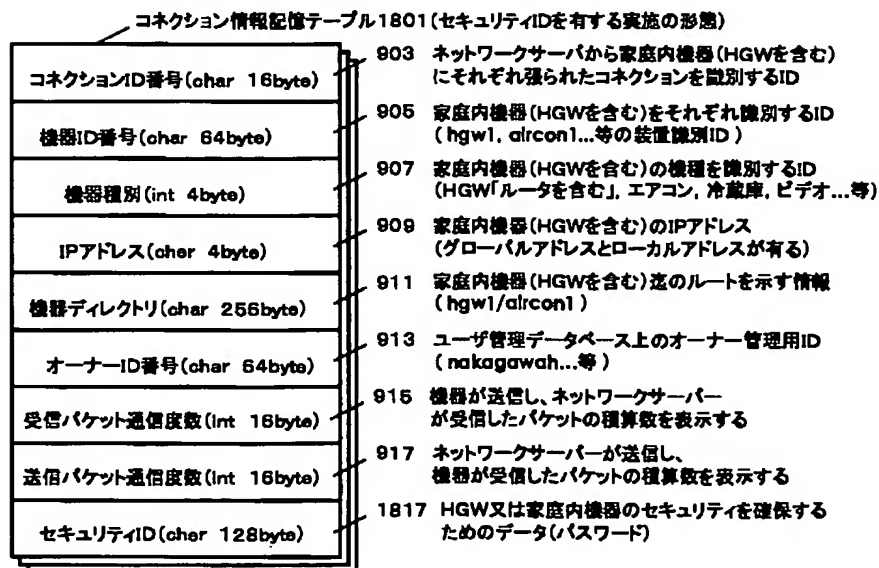 コネクション情報記憶テーブル1801(セキュリティIDを有する実施の形態)
コネクションID番号(char 16byte)
903 ネットワークサーバから家庭内機器(HGWを含む)
にそれぞれ張られたコネクションを識別するID
機器ID番号(char 64byte)
905 家庭内機器(HGWを含む)をそれぞれ識別するID
(hgw1, aircon1...等の装置識別ID)
機器種別(int 4byte)
907 家庭内機器(HGWを含む)の機種を識別するID
(HGW「ルータを含む」, エアコン, 冷蔵庫, ビデオ...等)
IPアドレス(char 4byte)
909 家庭内機器(HGWを含む)のIPアドレス
(グローバルアドレスとローカルアドレスが有る)
機器ディレクトリ(char 256byte)
911 家庭内機器(HGWを含む)迄のルートを示す情報
(hgw1/aircon1)
オーナーID番号(char 64byte)
913 ユーザ管理データベース上のオーナー管理用ID
(nakagawah...等)
受信パケット通信度数(int 16byte)
915 機器が送信し、ネットワークサーバー
が受信したパケットの積算数を表示する
送信パケット通信度数(int 16byte)
917 ネットワークサーバーが送信し、
機器が受信したパケットの積算数を表示する
セキュリティID(char 128byte)
1817 HGW又は家庭内機器のセキュリティを確保する
ためのデータ(パスワード)